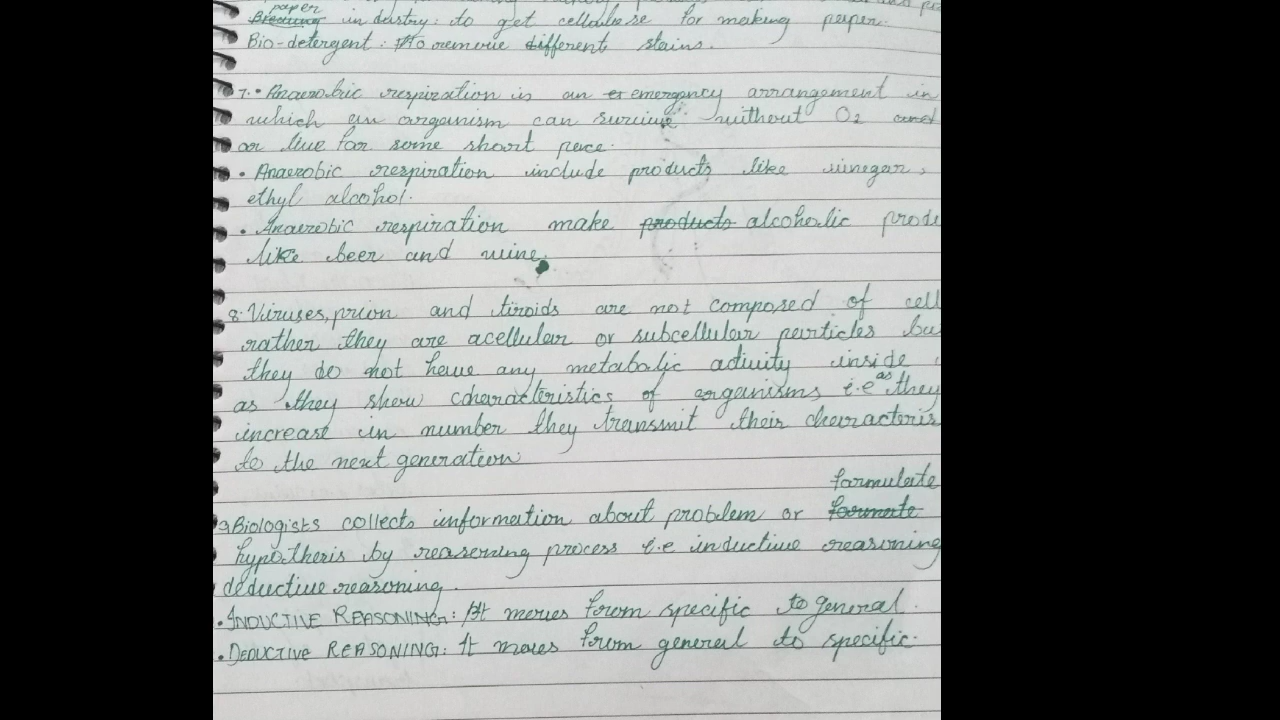 paper
industry: to get cellulose for making paper.
Bio-detergent: To remove different stains.
7. • Anaerobic respiration is an emergency arrangement in
which an organism can survive without O2
or live for some short pace.
• Anaerobic respiration include products like vinegar,
ethyl alcohol.
• Anaerobic respiration make products alcoholic
like beer and wine.
8. Viruses, prion and viroids are not composed of cell
rather they are acellular or subcellular particles
they do not have any metabolic activity inside
as they show characteristics of organisms i.e as they
increase in number they transmit their characteris
to the next generation
9 Biologists collects information about problem or
formulate
hypothesis by reasoning process i.e inductive reasoning
deductive reasoning.
• INDUCTIVE REASONING: It moves from specific to general.
• DEDUCTIVE REASONING: It moves from general to specific.